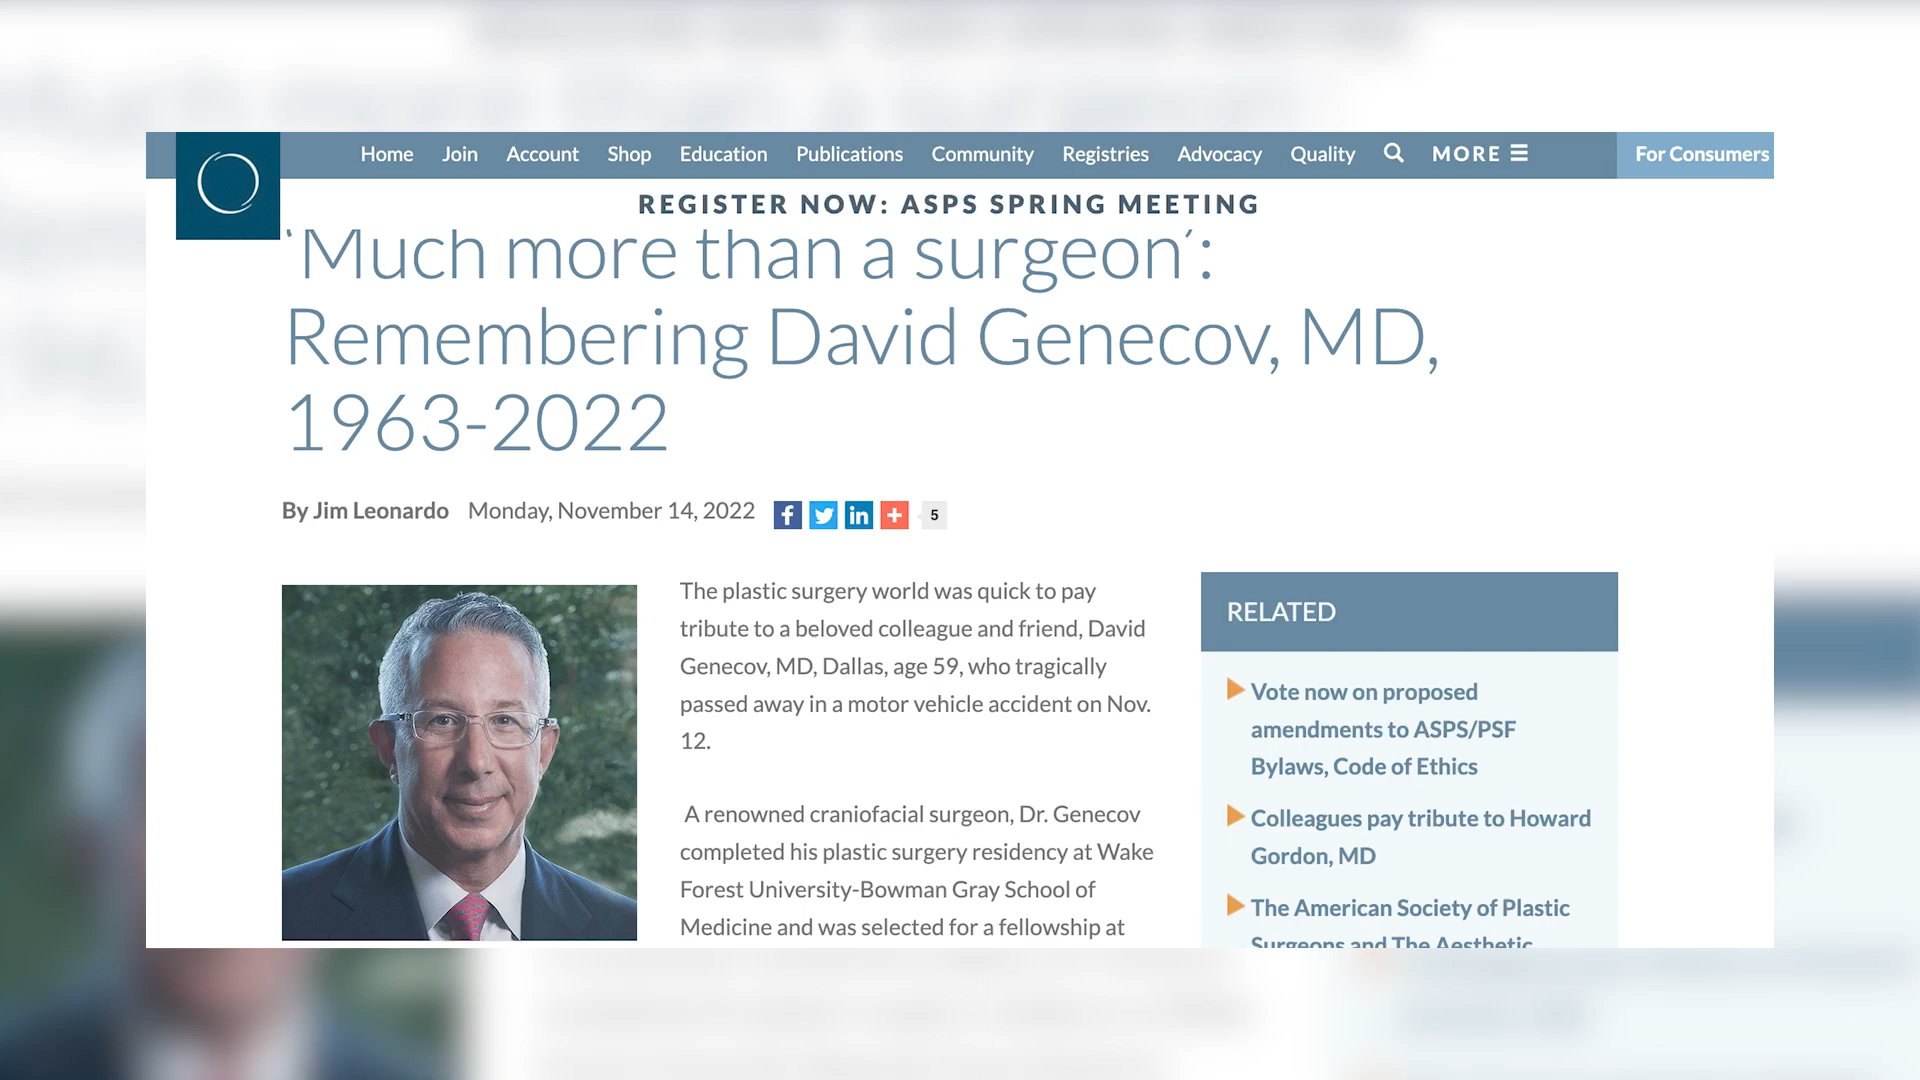 Home Join Account Shop Education Publications Community Registries Advocacy Quality MORE For Consumers
REGISTER NOW: ASPS SPRING MEETING
'Much more than a surgeon':
Remembering David Genecov, MD,
1963-2022
By Jim Leonardo Monday, November 14, 2022 5
The plastic surgery world was quick to pay
tribute to a beloved colleague and friend, David
Genecov, MD, Dallas, age 59, who tragically
passed away in a motor vehicle accident on Nov.
12.
A renowned craniofacial surgeon, Dr. Genecov
completed his plastic surgery residency at Wake
Forest University-Bowman Gray School of
Medicine and was selected for a fellowship at
RELATED
Vote now on proposed
amendments to ASPS/PSF
Bylaws, Code of Ethics
Colleagues pay tribute to Howard
Gordon, MD
The American Society of Plastic
Surgeons and The Aesthetic